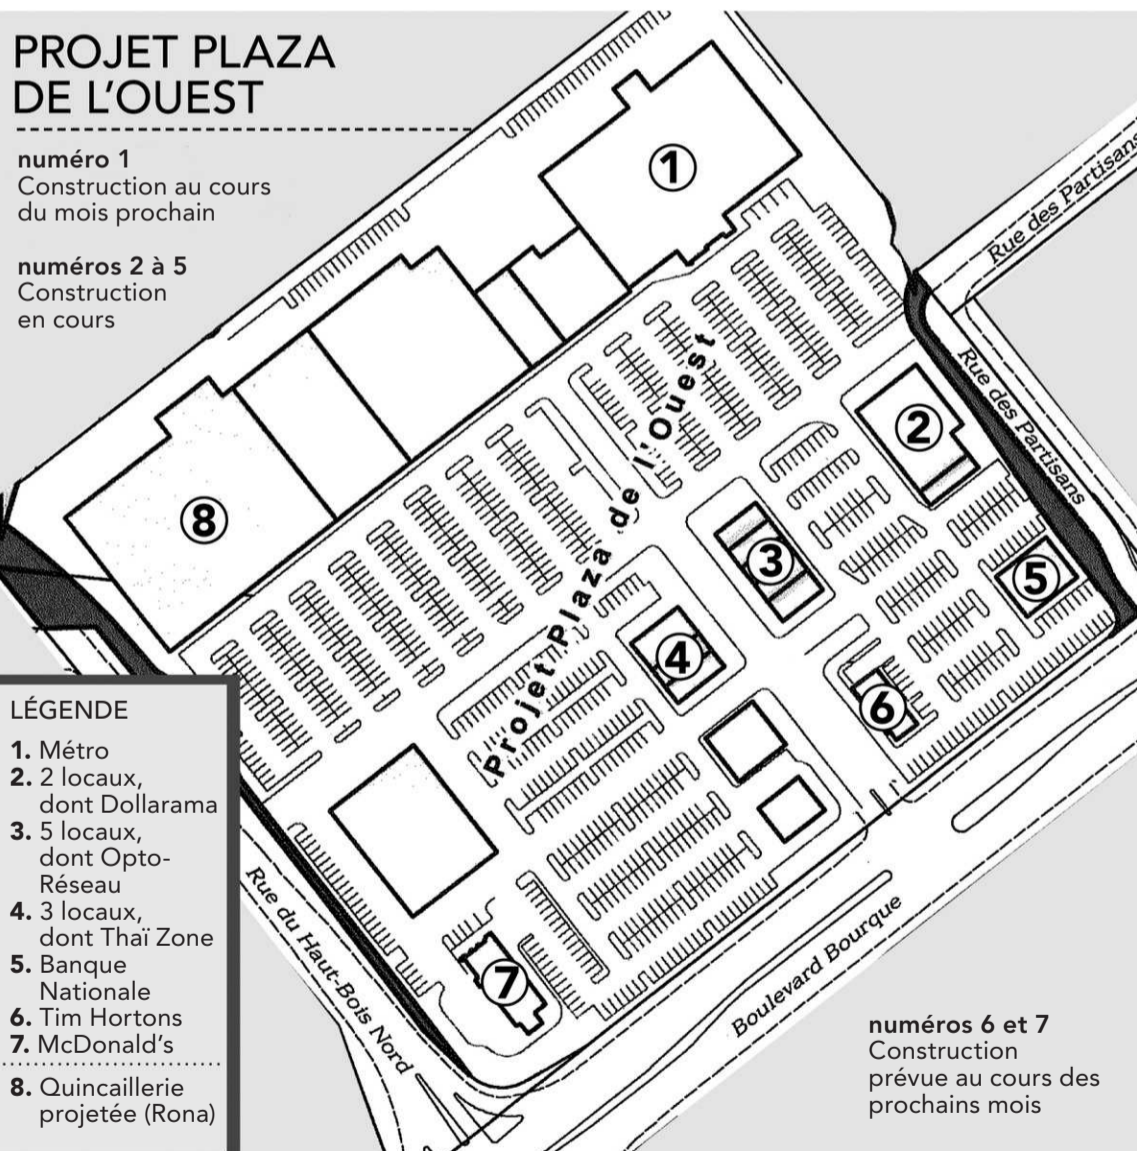 PROJET PLAZA
DE L'OUEST
numéro 1
Construction au cours
du mois prochain
numéros 2 à 5
Construction
en cours
1
2
3
4
5
6
7
8
Rue des Partisans
Rue des Partisans
Projet Plaza de l'Ouest
Rue du Haut-Bois Nord
Boulevard Bourque
LÉGENDE
1. Métro
2. 2 locaux,
dont Dollarama
3. 5 locaux,
dont Opto-
Réseau
4. 3 locaux,
dont Thaï Zone
5. Banque
Nationale
6. Tim Hortons
7. McDonald's
8. Quincaillerie
projetée (Rona)
numéros 6 et 7
Construction
prévue au cours des
prochains mois